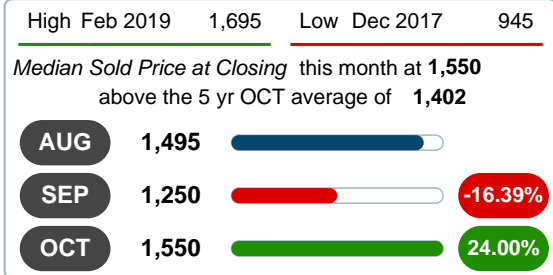 High Feb 2019 1,695 Low Dec 2017 945
Median Sold Price at Closing this month at 1,550
above the 5 yr OCT average of 1,402
AUG 1,495
SEP 1,250 -16.39%
OCT 1,550 24.00%